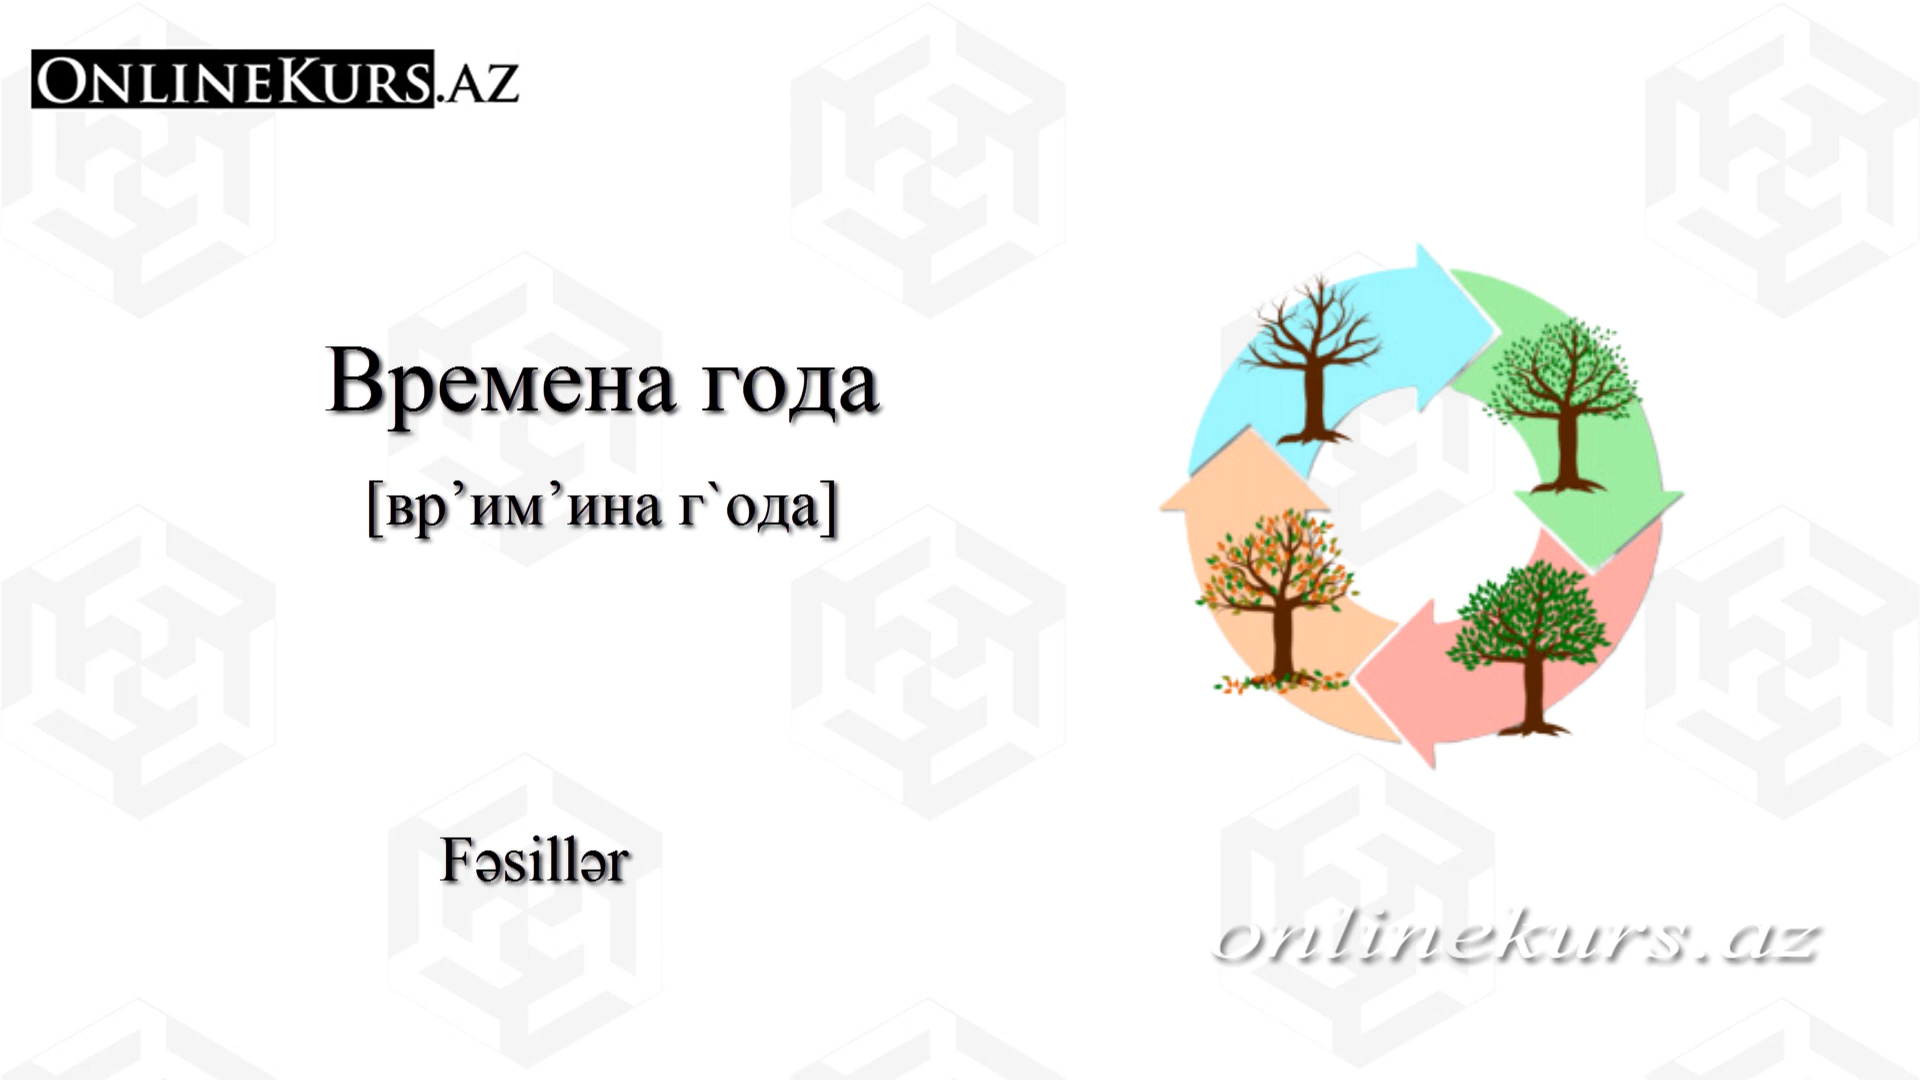 ONLINEKURS.AZ
Времена года
[вр’им’ина г`ода]
Fəsillər
onlinekurs.az